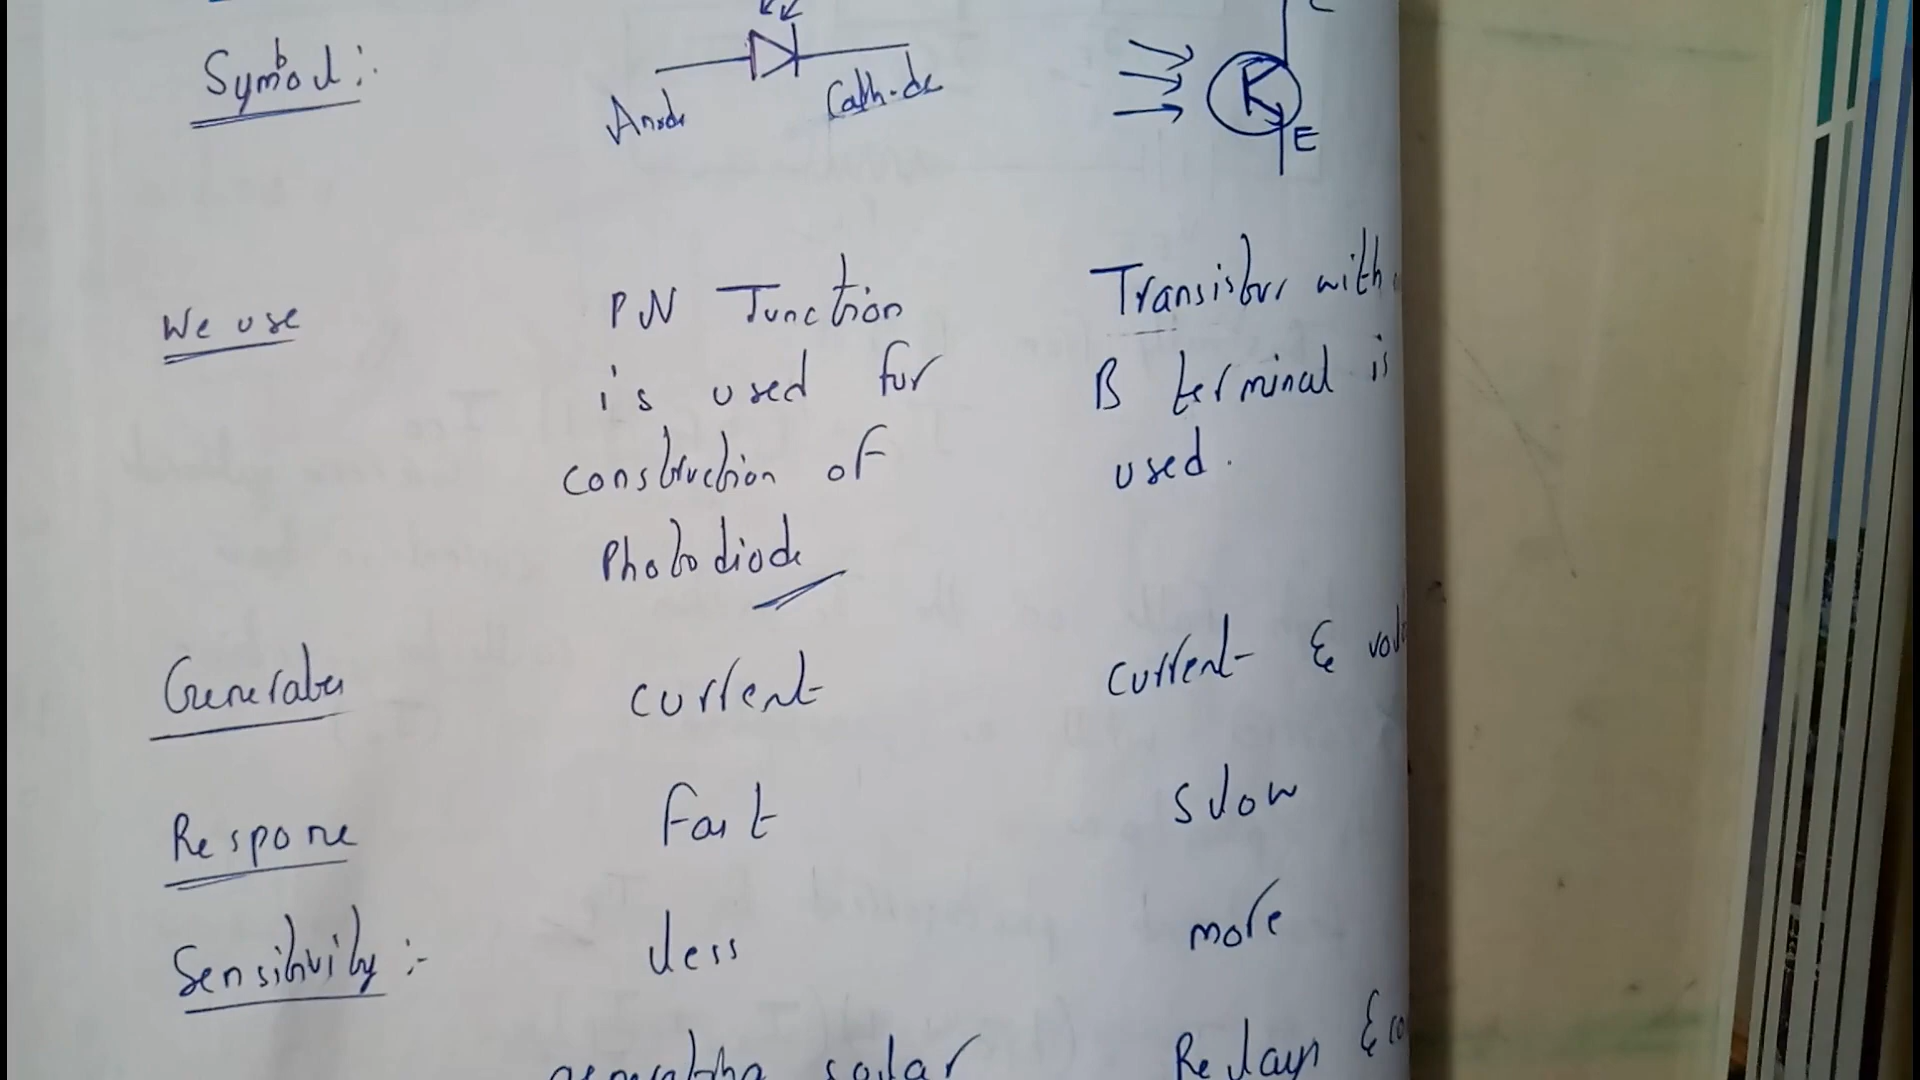 Symbol :-
Anode
Cathode
E
We use
PN Junction
is used for
construction of
Photodiode
Transistor with
B terminal is
used.
Generates
current
current &
Response
Fast
Slow
Sensitivity :-
less
more
generating solar
Relays &